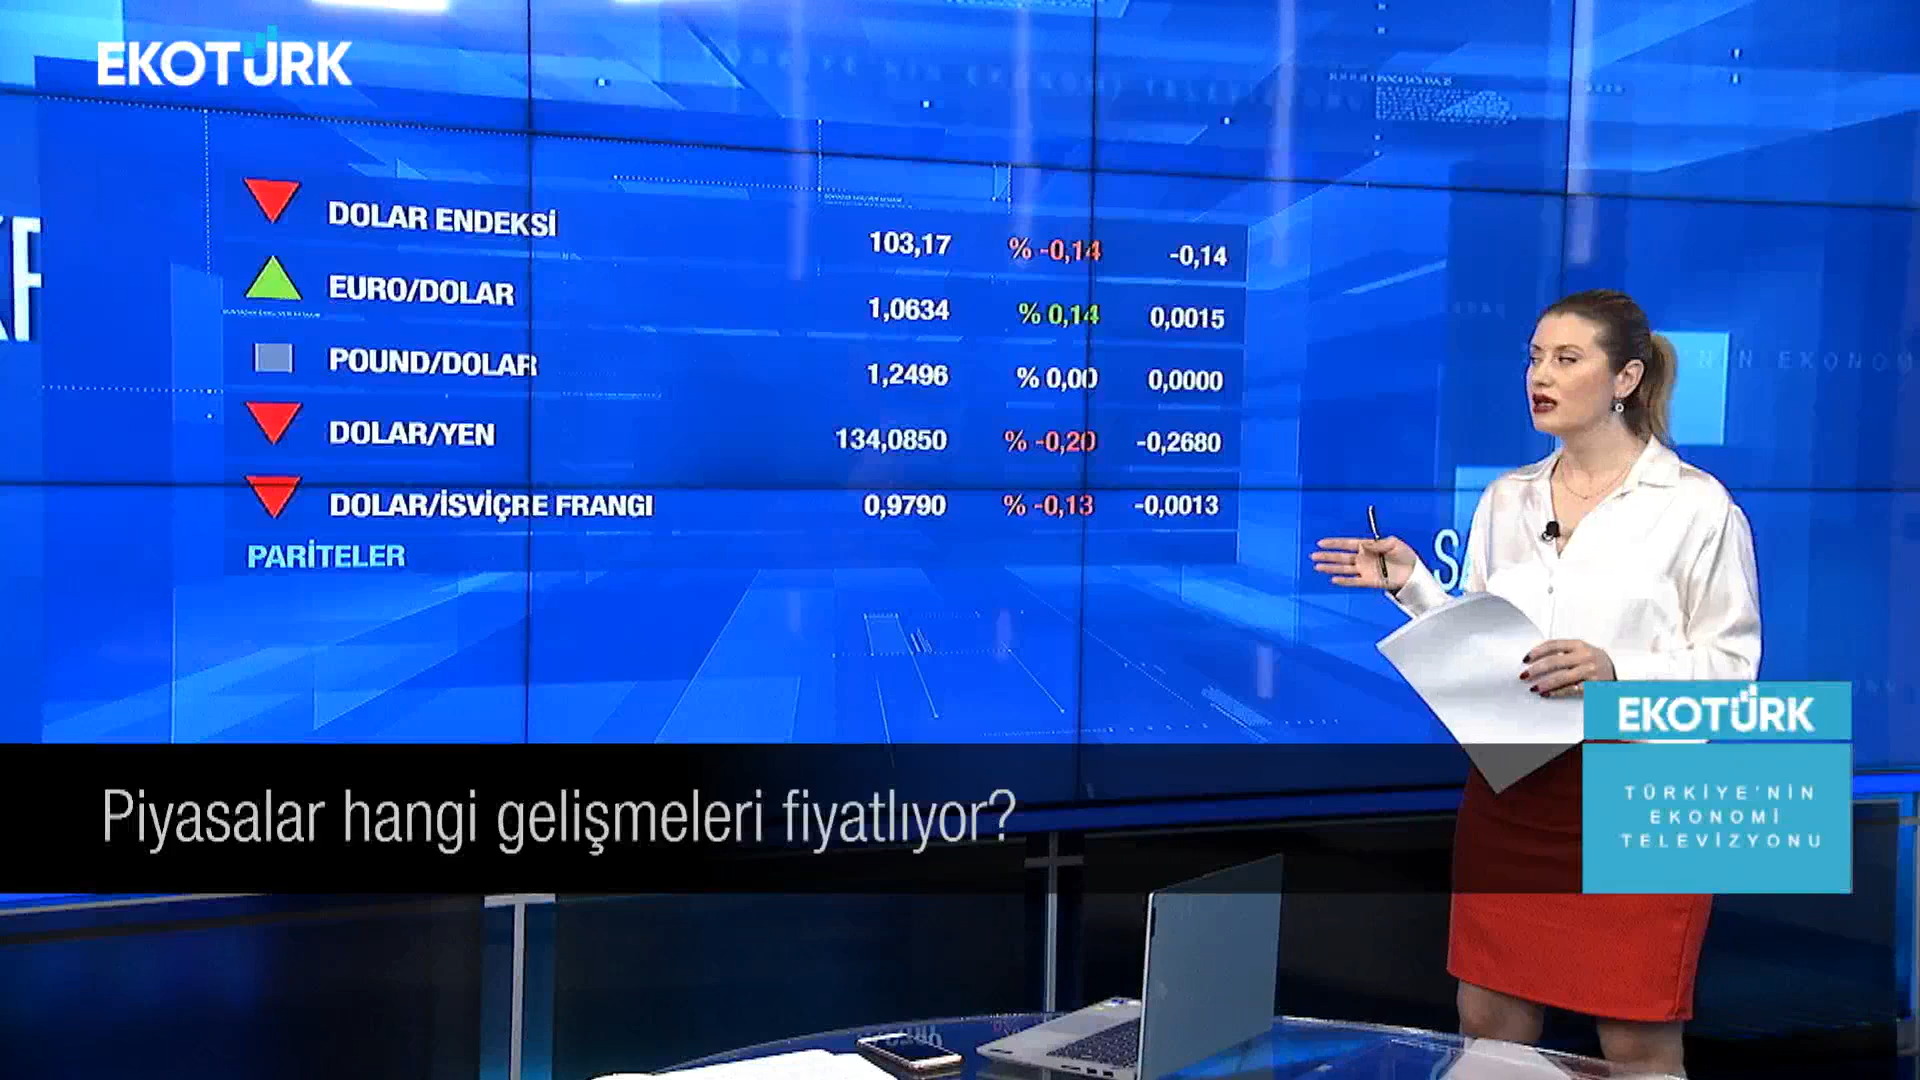 EKOTÜRK
DOLAR ENDEKSİ 103,17 % -0,14 -0,14
EURO/DOLAR 1,0634 % 0,14 0,0015
POUND/DOLAR 1,2496 % 0,00 0,0000
DOLAR/YEN 134,0850 % -0,20 -0,2680
DOLAR/İSVİÇRE FRANGI 0,9790 % -0,13 -0,0013
PARİTELER
EKOTÜRK
Piyasalar hangi gelişmeleri fiyatlıyor?
TÜRKİYE'NİN
EKONOMİ
TELEVİZYONU